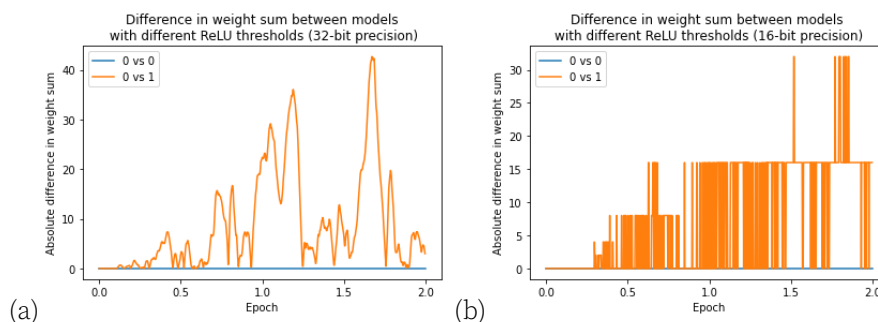 Difference in weight sum between models
with different ReLU thresholds (32-bit precision)
0 vs 0
0 vs 1
Absolute difference in weight sum
40
30
20
10
0
0.0 0.5 1.0 1.5 2.0
Epoch
(a)
Difference in weight sum between models
with different ReLU thresholds (16-bit precision)
0 vs 0
0 vs 1
Absolute difference in weight sum
30
25
20
15
10
5
0
0.0 0.5 1.0 1.5 2.0
Epoch
(b)